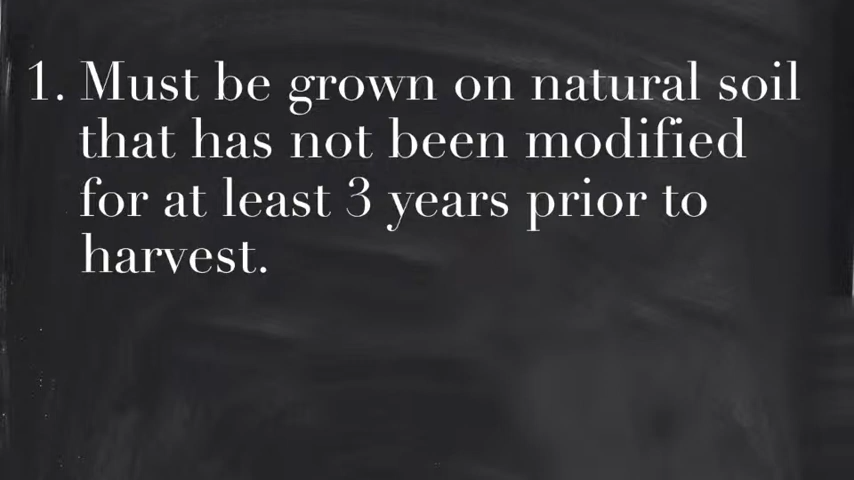 1. Must be grown on natural soil
that has not been modified
for at least 3 years prior to
harvest.